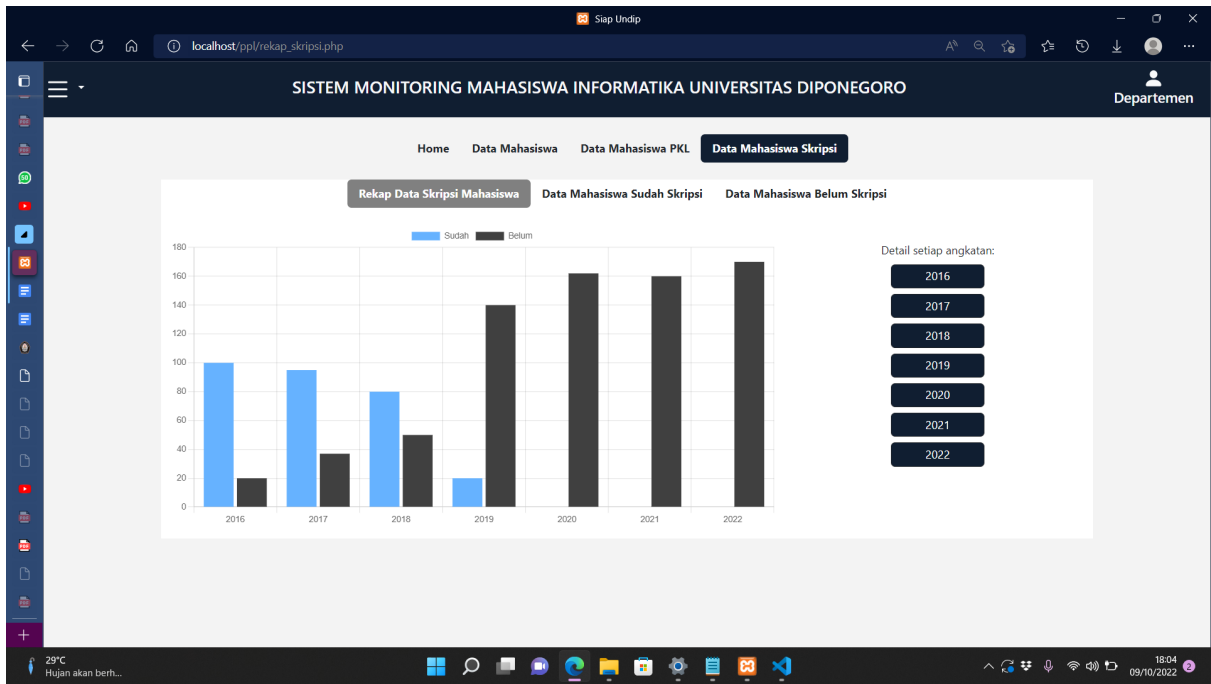 Siap Undip
localhost/ppl/rekap_skripsi.php
SISTEM MONITORING MAHASISWA INFORMATIKA UNIVERSITAS DIPONEGORO
Departemen
Home Data Mahasiswa Data Mahasiswa PKL Data Mahasiswa Skripsi
Rekap Data Skripsi Mahasiswa Data Mahasiswa Sudah Skripsi Data Mahasiswa Belum Skripsi
Sudah Belum
180
160
140
120
100
80
60
40
20
0
2016 2017 2018 2019 2020 2021 2022
Detail setiap angkatan:
2016
2017
2018
2019
2020
2021
2022
29°C
Hujan akan berh...
18:04
09/10/2022
2